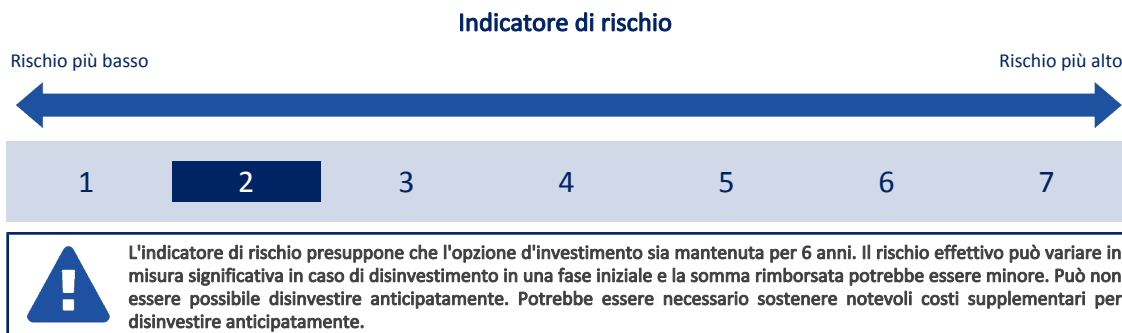 Indicatore di rischio
Rischio più basso
Rischio più alto
1 2 3 4 5 6 7
L'indicatore di rischio presuppone che l'opzione d'investimento sia mantenuta per 6 anni. Il rischio effettivo può variare in
misura significativa in caso di disinvestimento in una fase iniziale e la somma rimborsata potrebbe essere minore. Può non
essere possibile disinvestire anticipatamente. Potrebbe essere necessario sostenere notevoli costi supplementari per
disinvestire anticipatamente.